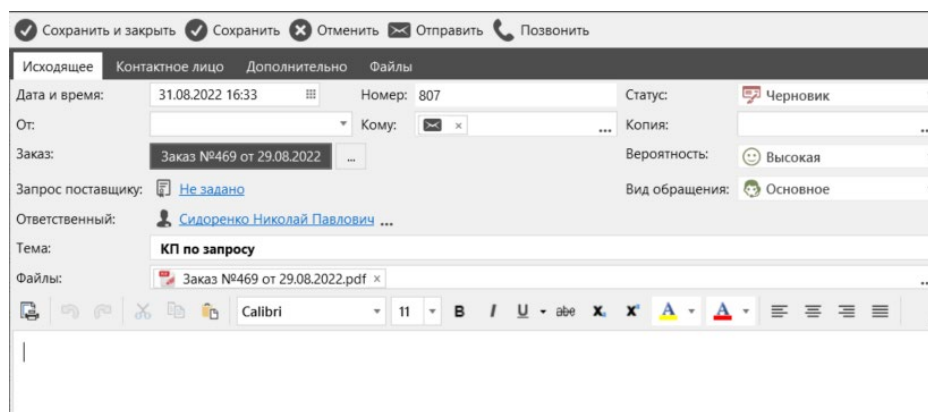 Сохранить и закрыть Сохранить Отменить Отправить Позвонить
Исходящее Контактное лицо Дополнительно Файлы
Дата и время: 31.08.2022 16:33 Номер: 807 Статус: Черновик
От: Кому: × ... Копия: ...
Заказ: Заказ №469 от 29.08.2022 ... Вероятность: Высокая
Запрос поставщику: Не задано Вид обращения: Основное
Ответственный: Сидоренко Николай Павлович ...
Тема: КП по запросу
Файлы: Заказ №469 от 29.08.2022.pdf × ...
Calibri 11 B I U abe X. X° A A